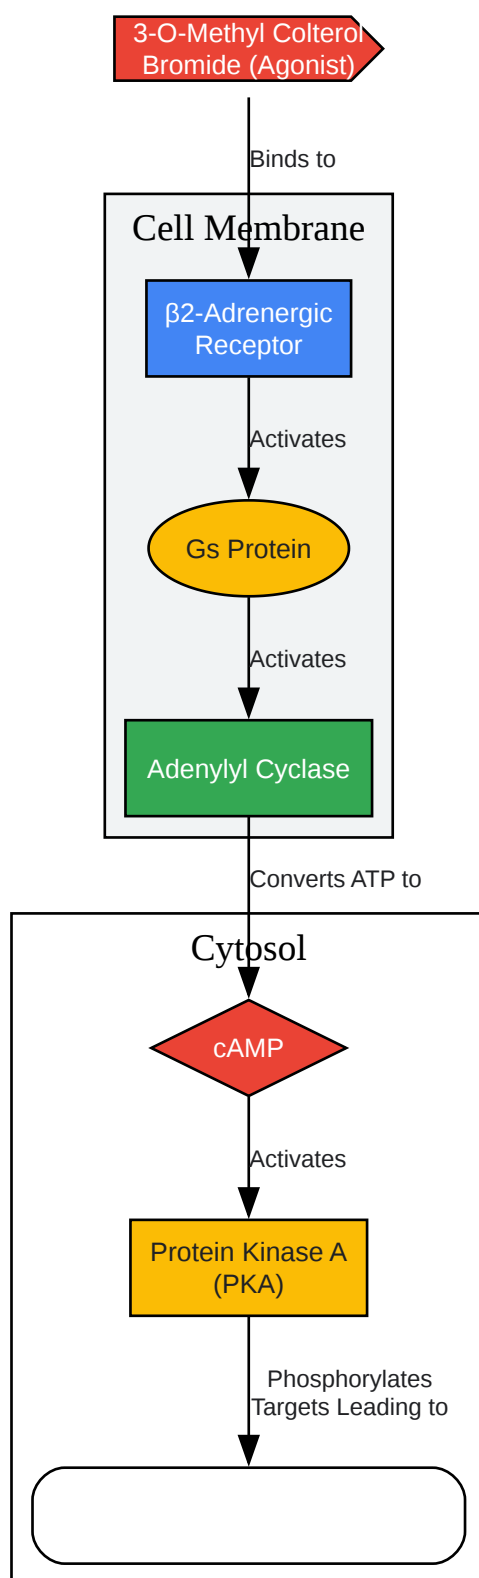 3-O-Methyl Colterol
Bromide (Agonist)
Binds to
Cell Membrane
β2-Adrenergic
Receptor
Activates
Gs Protein
Activates
Adenylyl Cyclase
Converts ATP to
Cytosol
cAMP
Activates
Protein Kinase A
(PKA)
Phosphorylates
Targets Leading to